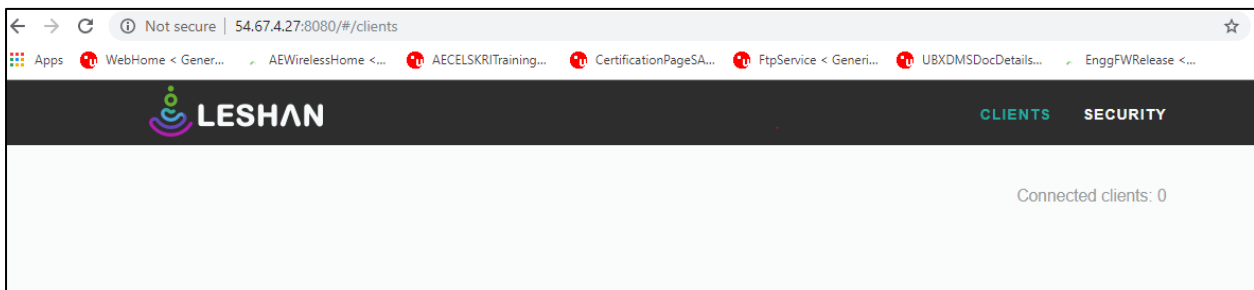 Not secure | 54.67.4.27:8080/#/clients
Apps WebHome < Gener... AEWirelessHome <... AECELSKRITraining... CertificationPageSA... FtpService < Generi... UBXDMSDocDetails... EnggFWRelease <...
LESHAN CLIENTS SECURITY
Connected clients: 0